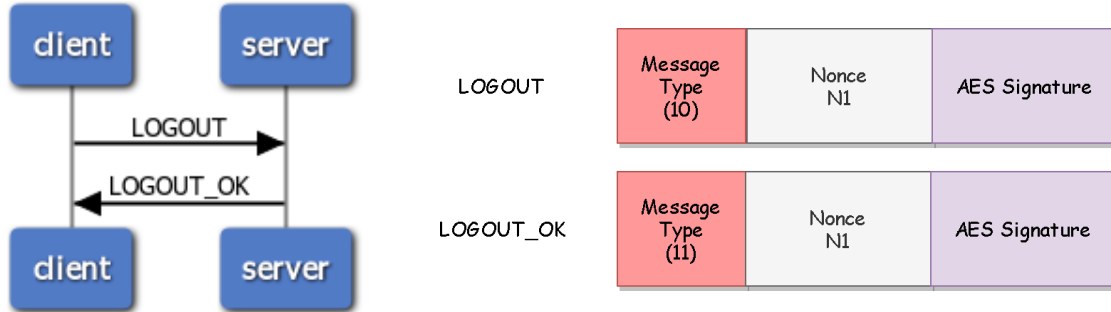 client
server
LOGOUT
LOGOUT_OK
client
server
LOGOUT
Message
Type
(10)
Nonce
N1
AES Signature
LOGOUT_OK
Message
Type
(11)
Nonce
N1
AES Signature